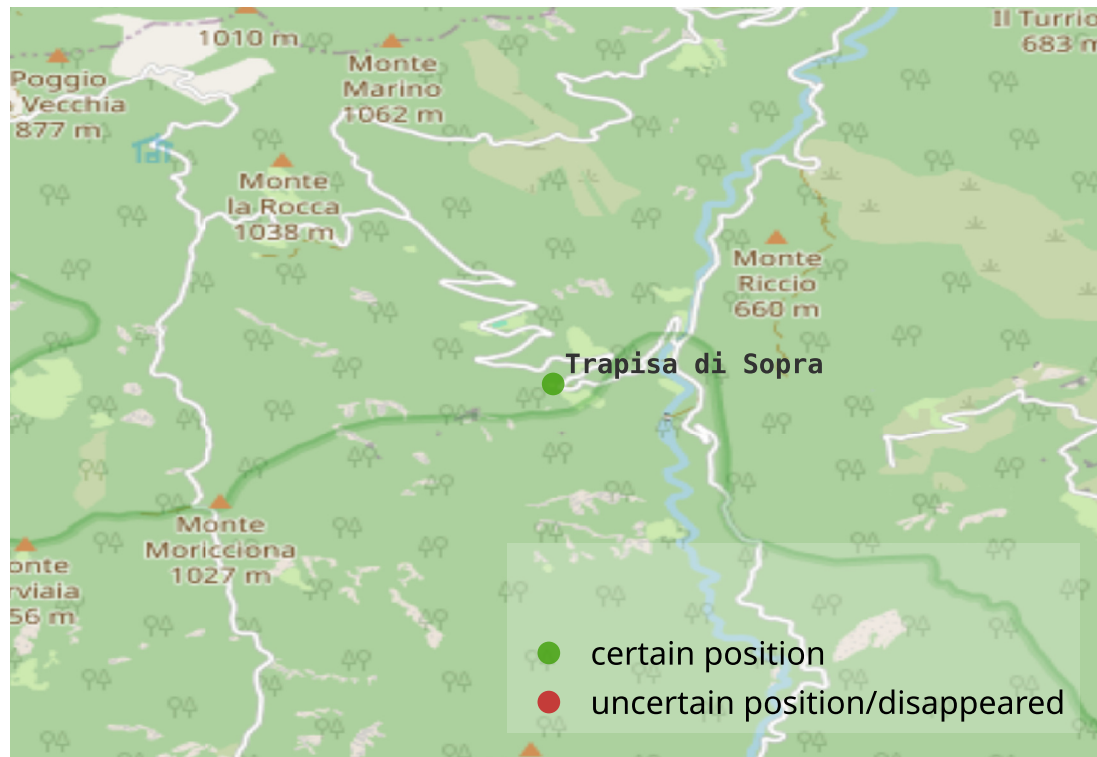 1010 m
Il Turrio
683 m
Monte
Marino
1062 m
Poggio
Vecchia
877 m
Monte
la Rocca
1038 m
Monte
Riccio
660 m
Trapisa di Sopra
Monte
Moricciona
1027 m
onte
rviaia
56 m
certain position
uncertain position/disappeared